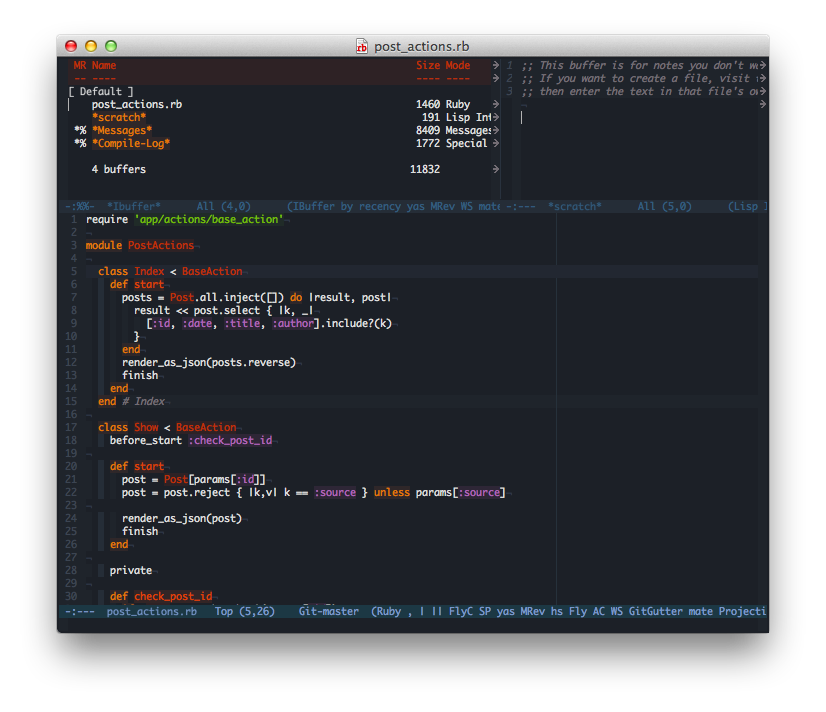 post_actions.rb
MR Name Size Mode
-- ---- ---- ----
[ Default ]
post_actions.rb 1460 Ruby
*scratch* 191 Lisp Int
*% *Messages* 8409 Messages
*% *Compile-Log* 1772 Special
4 buffers 11832
1 ;; This buffer is for notes you don't wa
2 ;; If you want to create a file, visit
3 ;; then enter the text in that file's ow
-:%%- *Ibuffer* All (4,0) (IBuffer by recency yas MRev WS mate
-:--- *scratch* All (5,0) (Lisp I
1 require 'app/actions/base_action'
2
3 module PostActions
4
5 class Index < BaseAction
6 def start
7 posts = Post.all.inject([]) do |result, post|
8 result << post.select { |k, _|
9 [:id, :date, :title, :author].include?(k)
10 }
11 end
12 render_as_json(posts.reverse)
13 finish
14 end
15 end # Index
16
17 class Show < BaseAction
18 before_start :check_post_id
19
20 def start
21 post = Post[params[:id]]
22 post = post.reject { |k,v| k == :source } unless params[:source]
23
24 render_as_json(post)
25 finish
26 end
27
28 private
29
30 def check_post_id
-:--- post_actions.rb Top (5,26) Git-master (Ruby , | || FlyC SP yas MRev hs Fly AC WS GitGutter mate Projecti